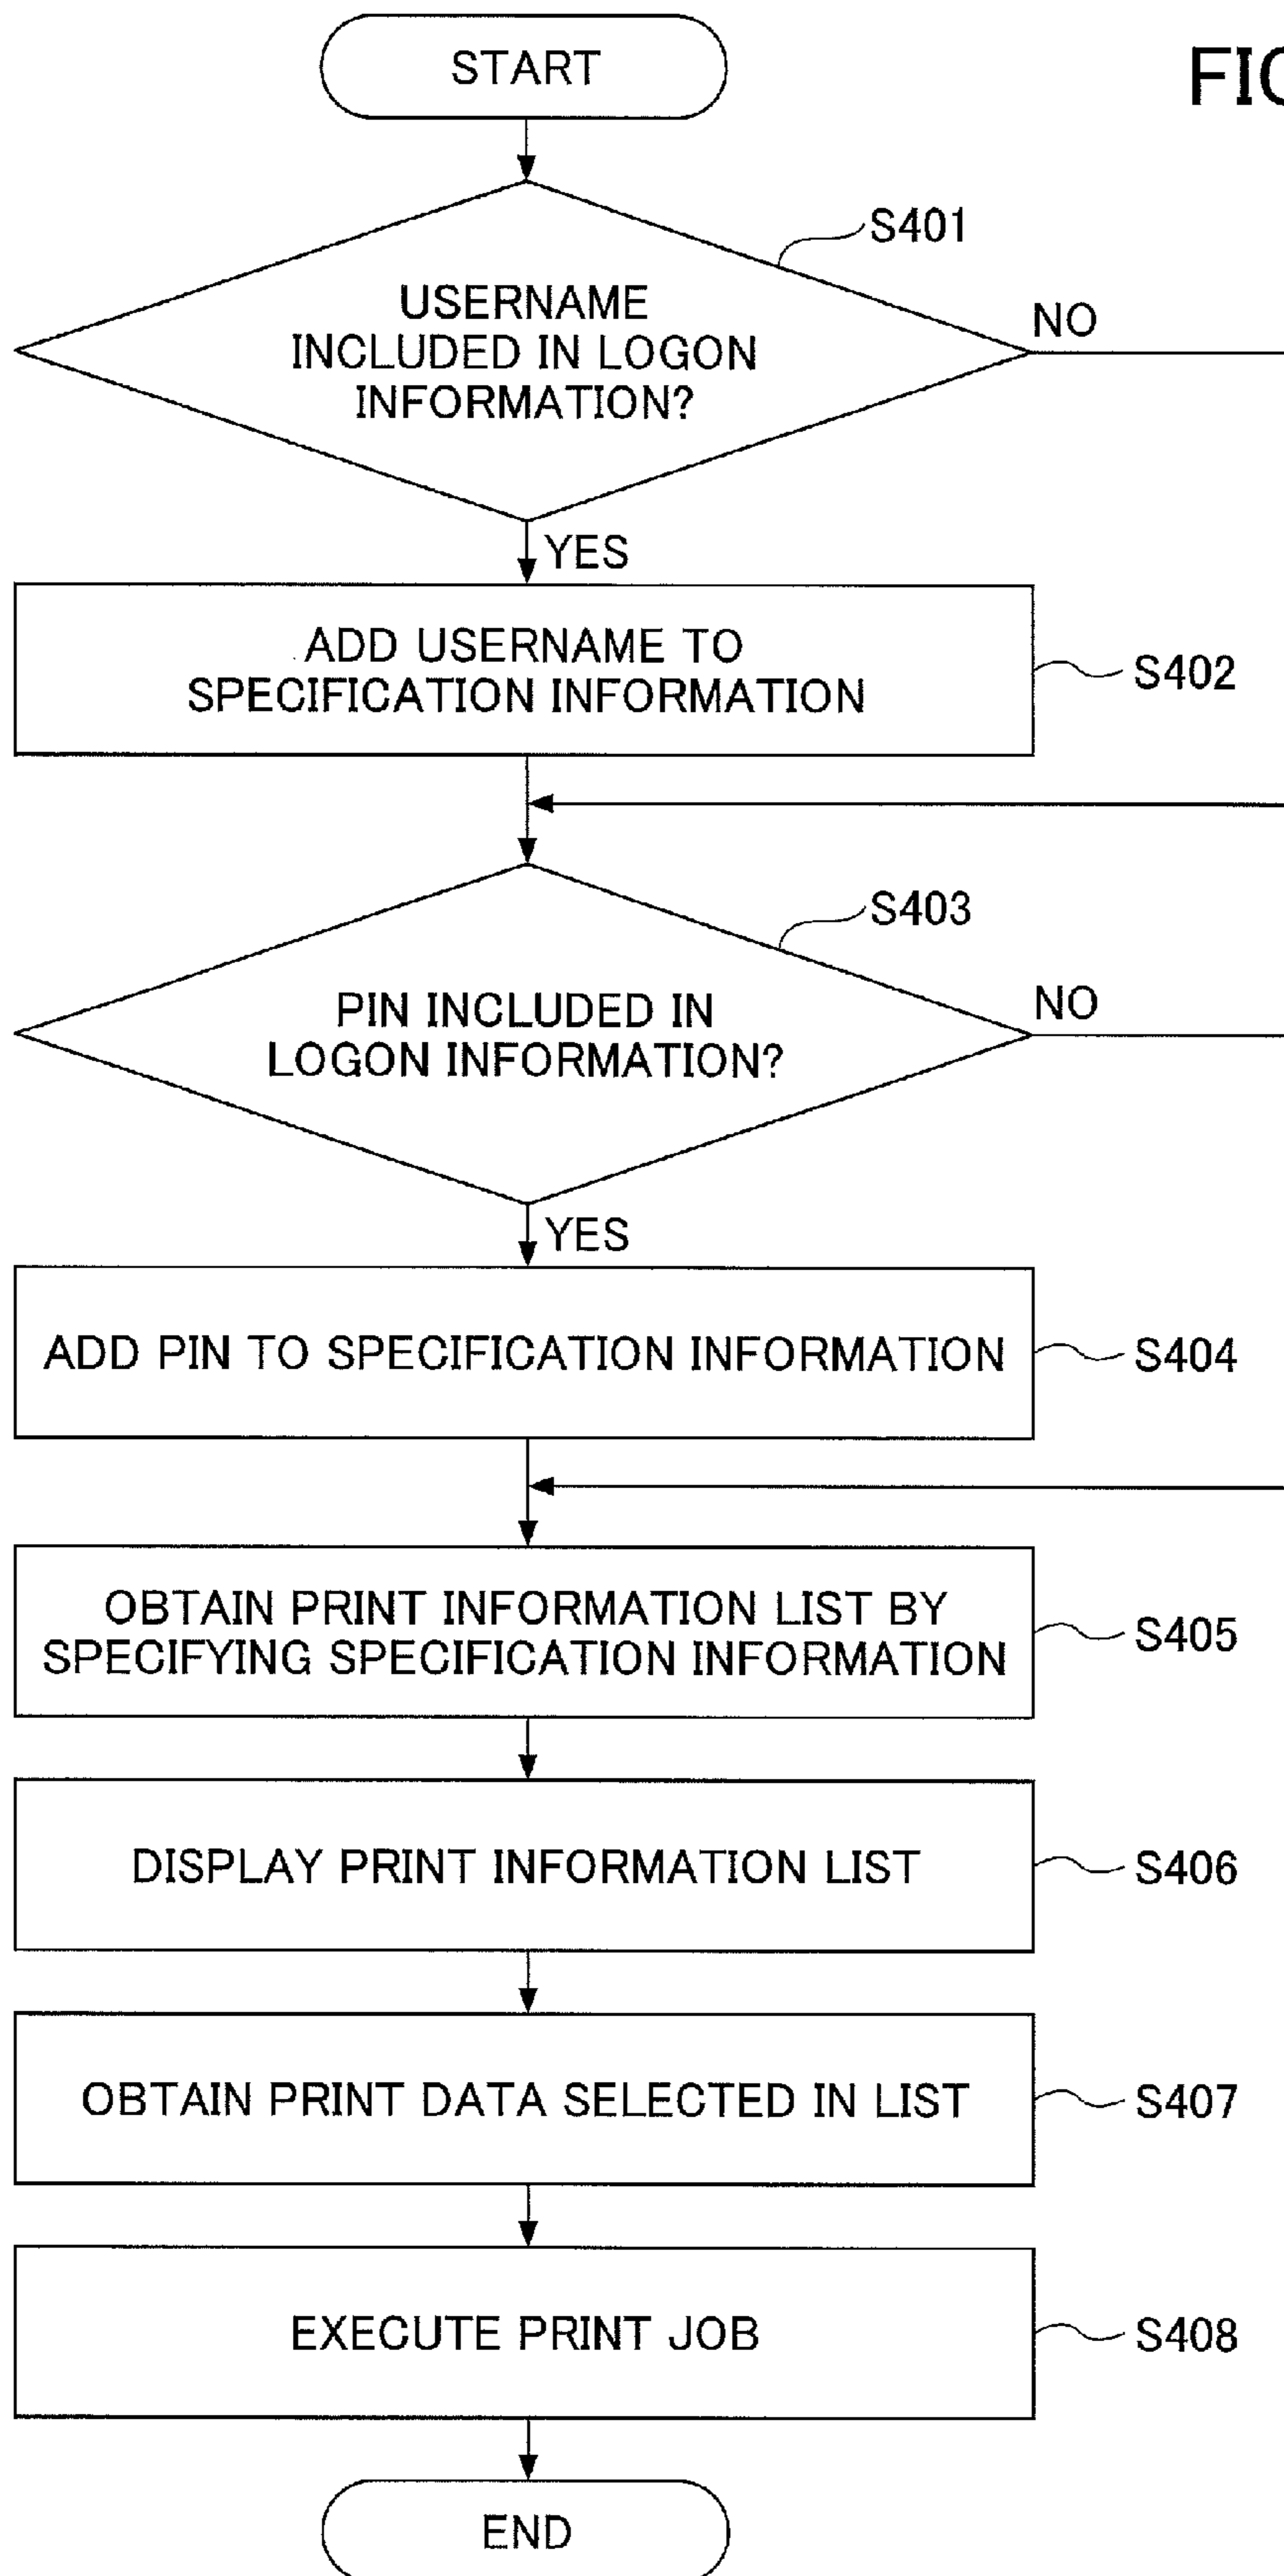 START
FIG
S401
USERNAME
INCLUDED IN LOGON
INFORMATION?
NO
YES
ADD USERNAME TO
SPECIFICATION INFORMATION
S402
S403
PIN INCLUDED IN
LOGON INFORMATION?
NO
YES
ADD PIN TO SPECIFICATION INFORMATION
S404
OBTAIN PRINT INFORMATION LIST BY
SPECIFYING SPECIFICATION INFORMATION
S405
DISPLAY PRINT INFORMATION LIST
S406
OBTAIN PRINT DATA SELECTED IN LIST
S407
EXECUTE PRINT JOB
S408
END